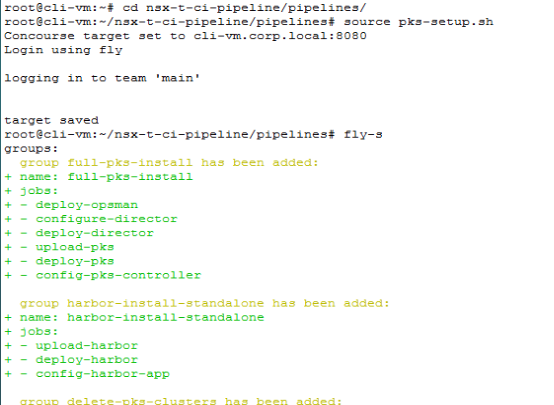 root@cli-vm:~# cd nsx-t-ci-pipeline/pipelines/
root@cli-vm:~/nsx-t-ci-pipeline/pipelines# source pks-setup.sh
Concourse target set to cli-vm.corp.local:8080
Login using fly
logging in to team 'main'
target saved
root@cli-vm:~/nsx-t-ci-pipeline/pipelines# fly-s
groups:
group full-pks-install has been added:
+ name: full-pks-install
+ jobs:
+ - deploy-opsman
+ - configure-director
+ - deploy-director
+ - upload-pks
+ - deploy-pks
+ - config-pks-controller
group harbor-install-standalone has been added:
+ name: harbor-install-standalone
+ jobs:
+ - upload-harbor
+ - deploy-harbor
+ - config-harbor-app
group delete-pks-clusters has been added: